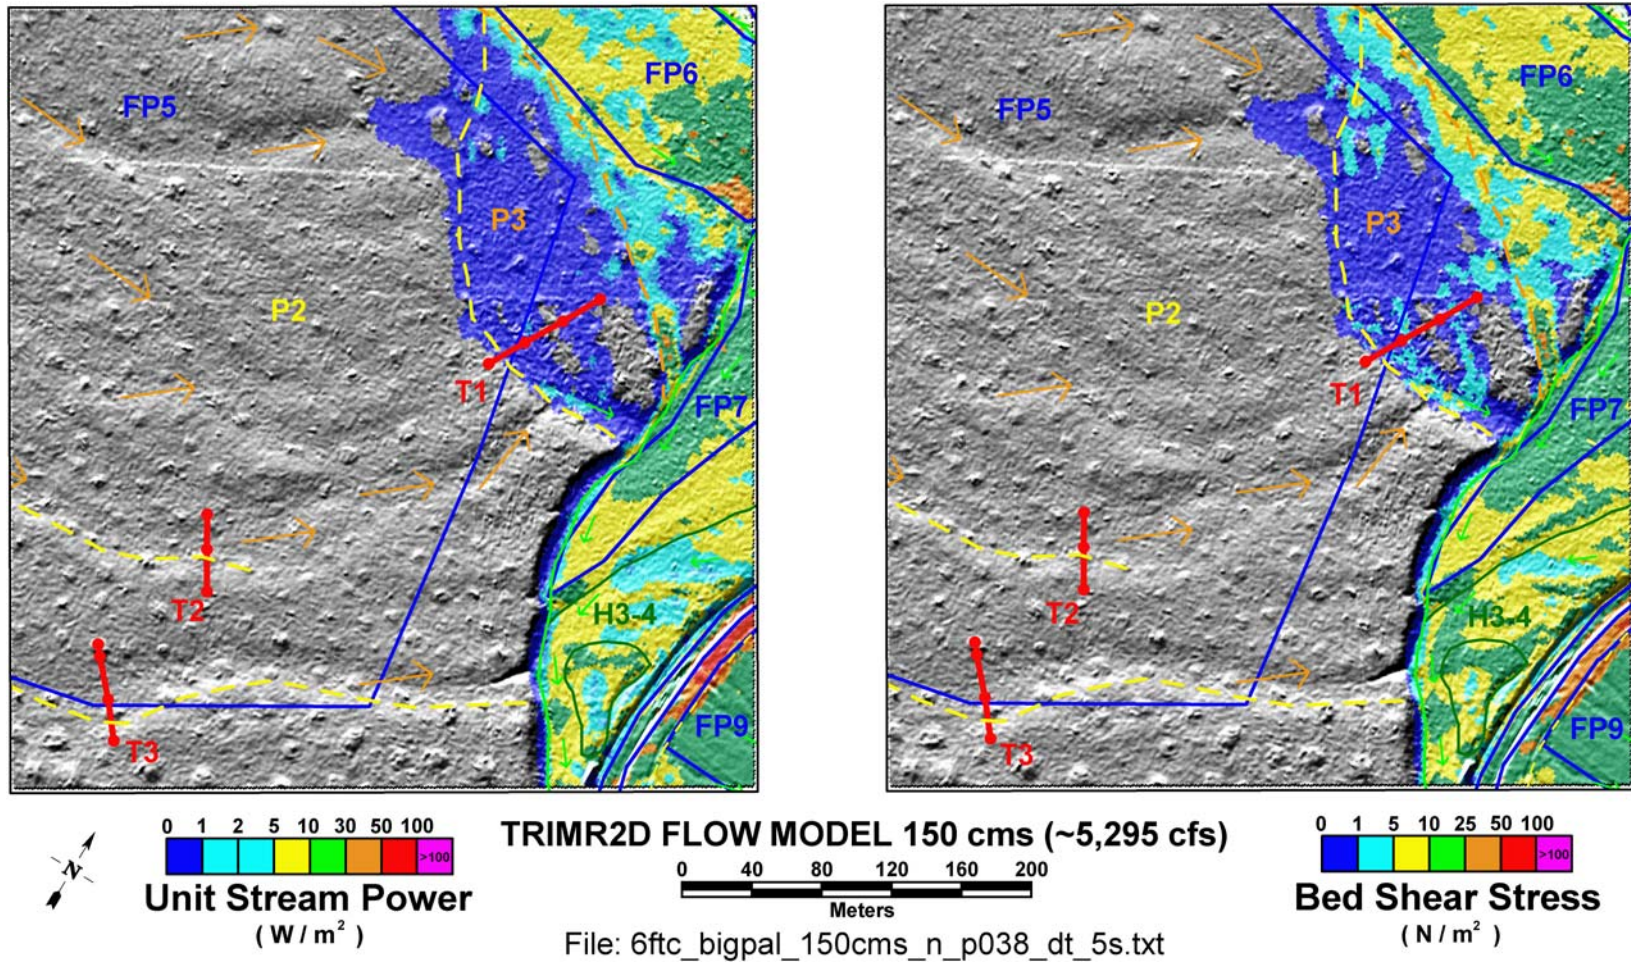 FP5
FP6
P3
P2
T1
FP7
T2
H3-4
T3
FP9
FP5
FP6
P3
P2
T1
FP7
T2
H3-4
T3
FP9
0 1 2 5 10 30 50 100
>100
Unit Stream Power
( W / m² )
N
TRIMR2D FLOW MODEL 150 cms (~5,295 cfs)
0 40 80 120 160 200
Meters
File: 6ftc_bigpal_150cms_n_p038_dt_5s.txt
0 1 5 10 25 50 100
>100
Bed Shear Stress
( N / m² )